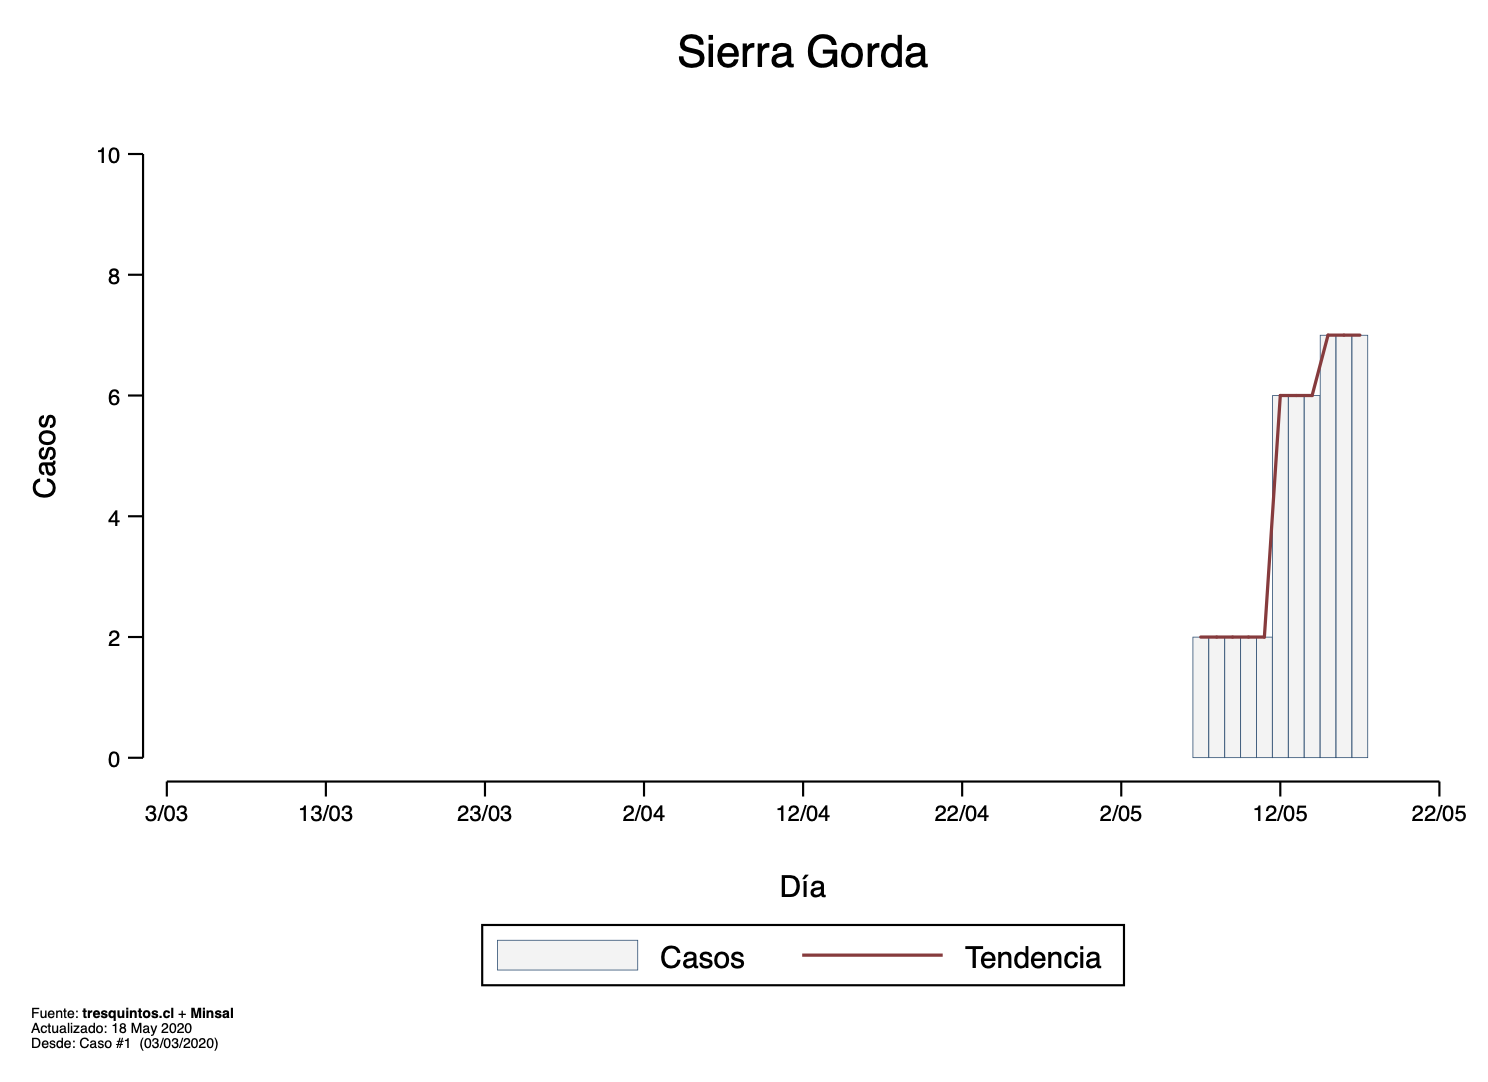 Sierra Gorda
10
8
6
4
2
0
Casos
3/03 13/03 23/03 2/04 12/04 22/04 2/05 12/05 22/05
Día
Casos Tendencia
Fuente: tresquintos.cl + Minsal
Actualizado: 18 May 2020
Desde: Caso #1 (03/03/2020)